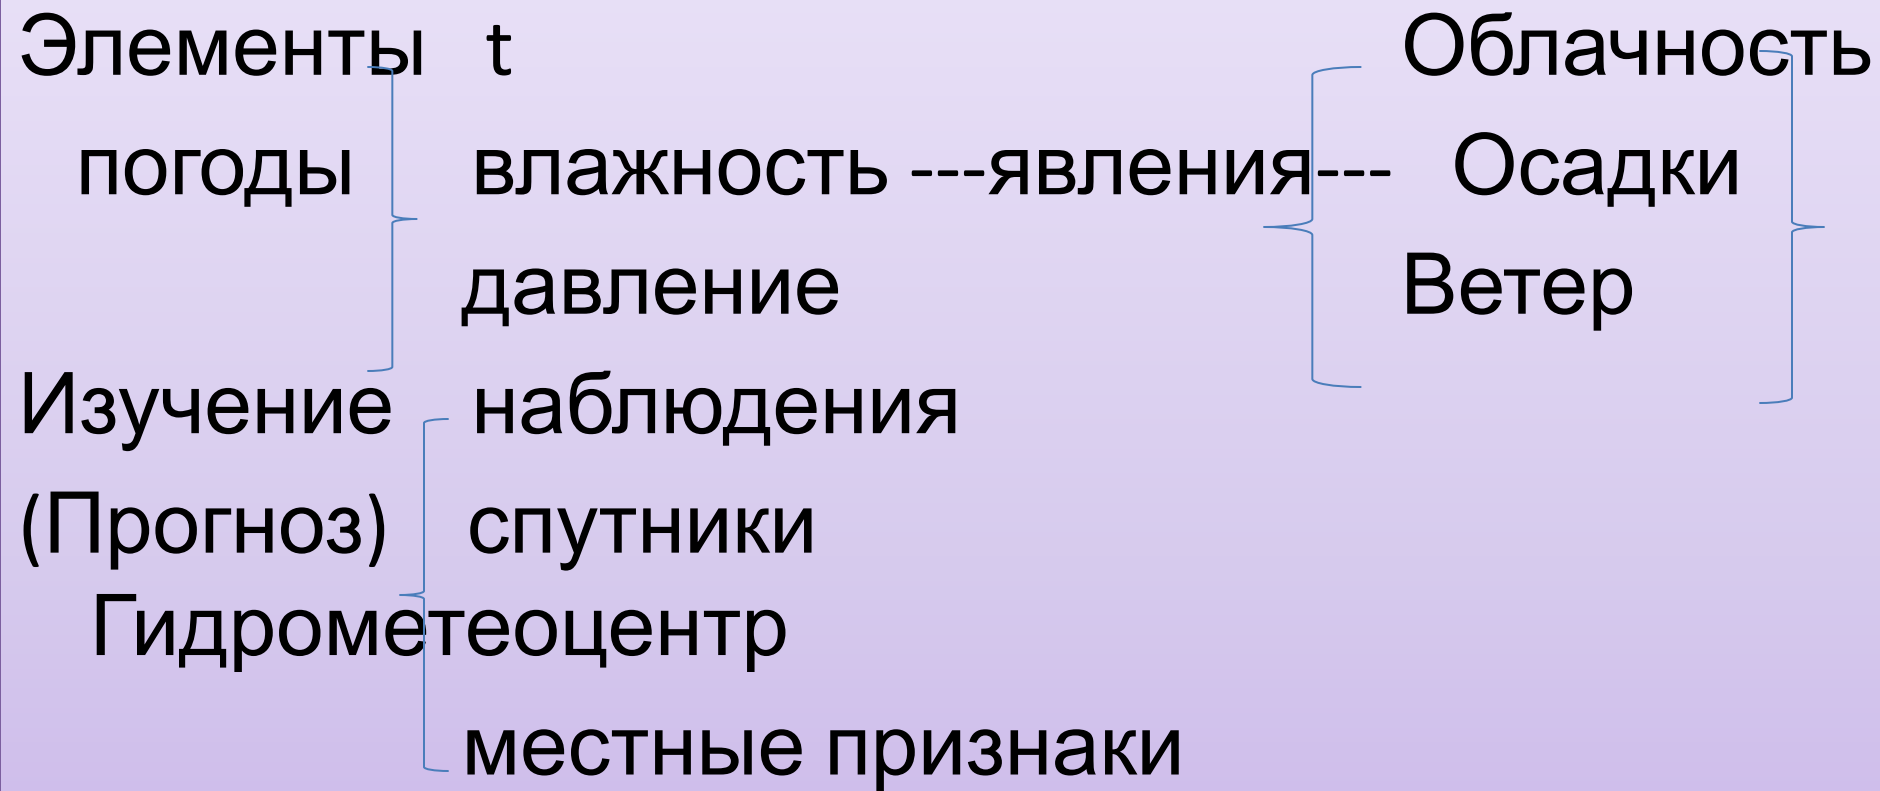 Элементы t Облачность
погоды влажность ---явления--- Осадки
давление Ветер
Изучение наблюдения
(Прогноз) спутники
Гидрометеоцентр
местные признаки